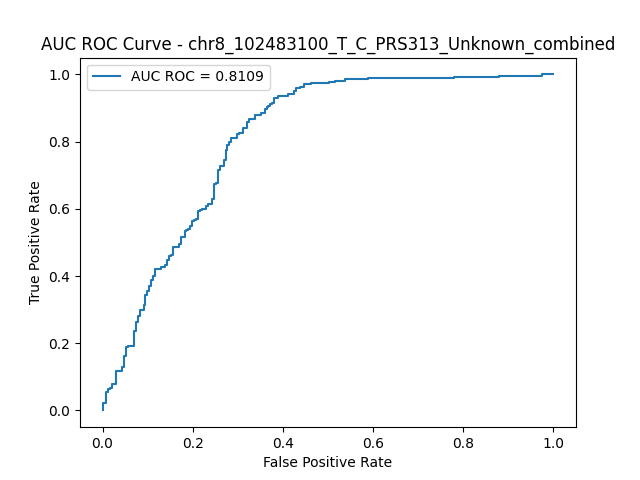 AUC ROC Curve - chr8_102483100_T_C_PRS313_Unknown_combined
AUC ROC = 0.8109
1.0
0.8
0.6
0.4
0.2
0.0
True Positive Rate
0.0 0.2 0.4 0.6 0.8 1.0
False Positive Rate